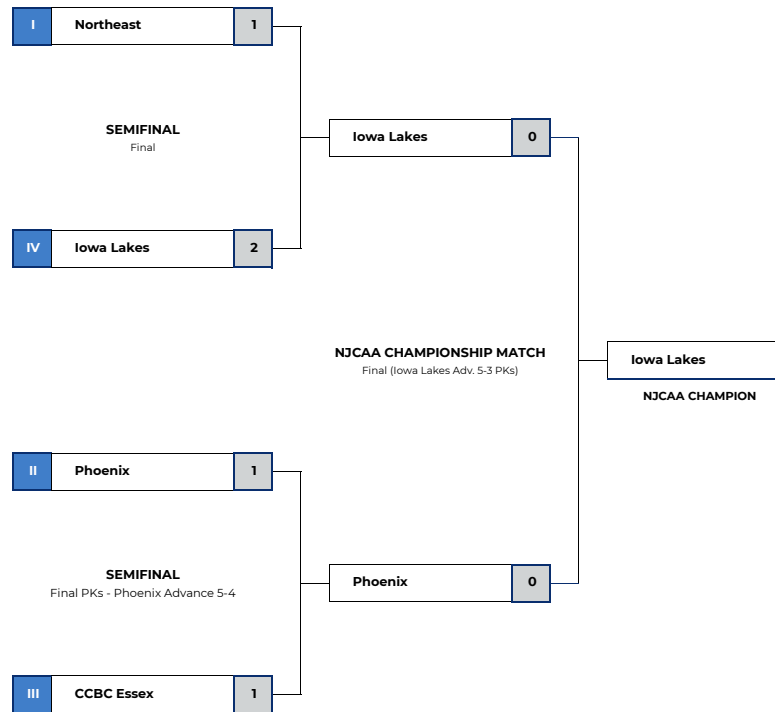 I Northeast 1
SEMIFINAL
Final
Iowa Lakes 0
IV Iowa Lakes 2
NJCAA CHAMPIONSHIP MATCH
Final (Iowa Lakes Adv. 5-3 PKs)
Iowa Lakes
NJCAA CHAMPION
II Phoenix 1
SEMIFINAL
Final PKs - Phoenix Advance 5-4
Phoenix 0
III CCBC Essex 1